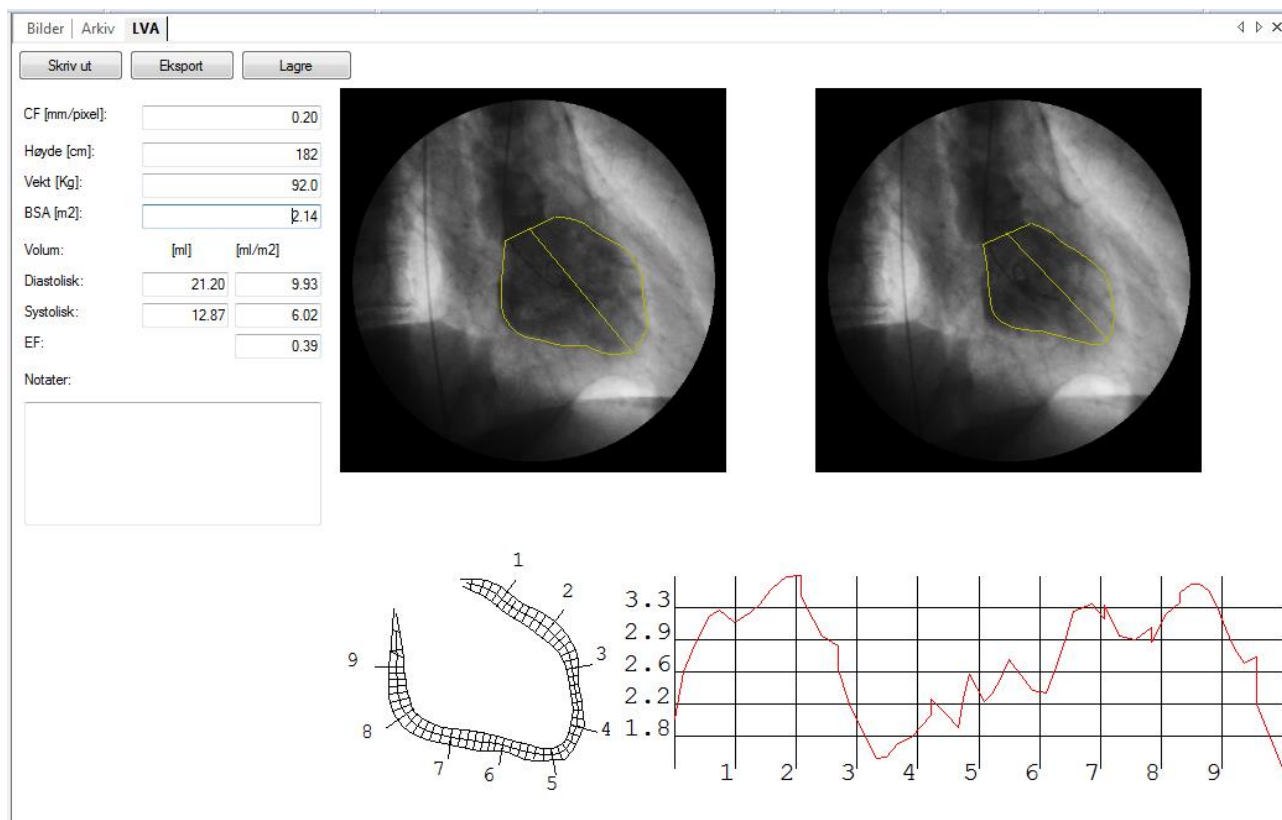 Bilder Arkiv LVA
Skriv ut Eksport Lagre
CF [mm/pixel]: 0.20
Høyde [cm]: 182
Vekt [Kg]: 92.0
BSA [m2]: 2.14
Volum: [ml] [ml/m2]
Diastolisk: 21.20 9.93
Systolisk: 12.87 6.02
EF: 0.39
Notater:
1
2
3
4
5
6
7
8
9
3.3
2.9
2.6
2.2
1.8
1 2 3 4 5 6 7 8 9